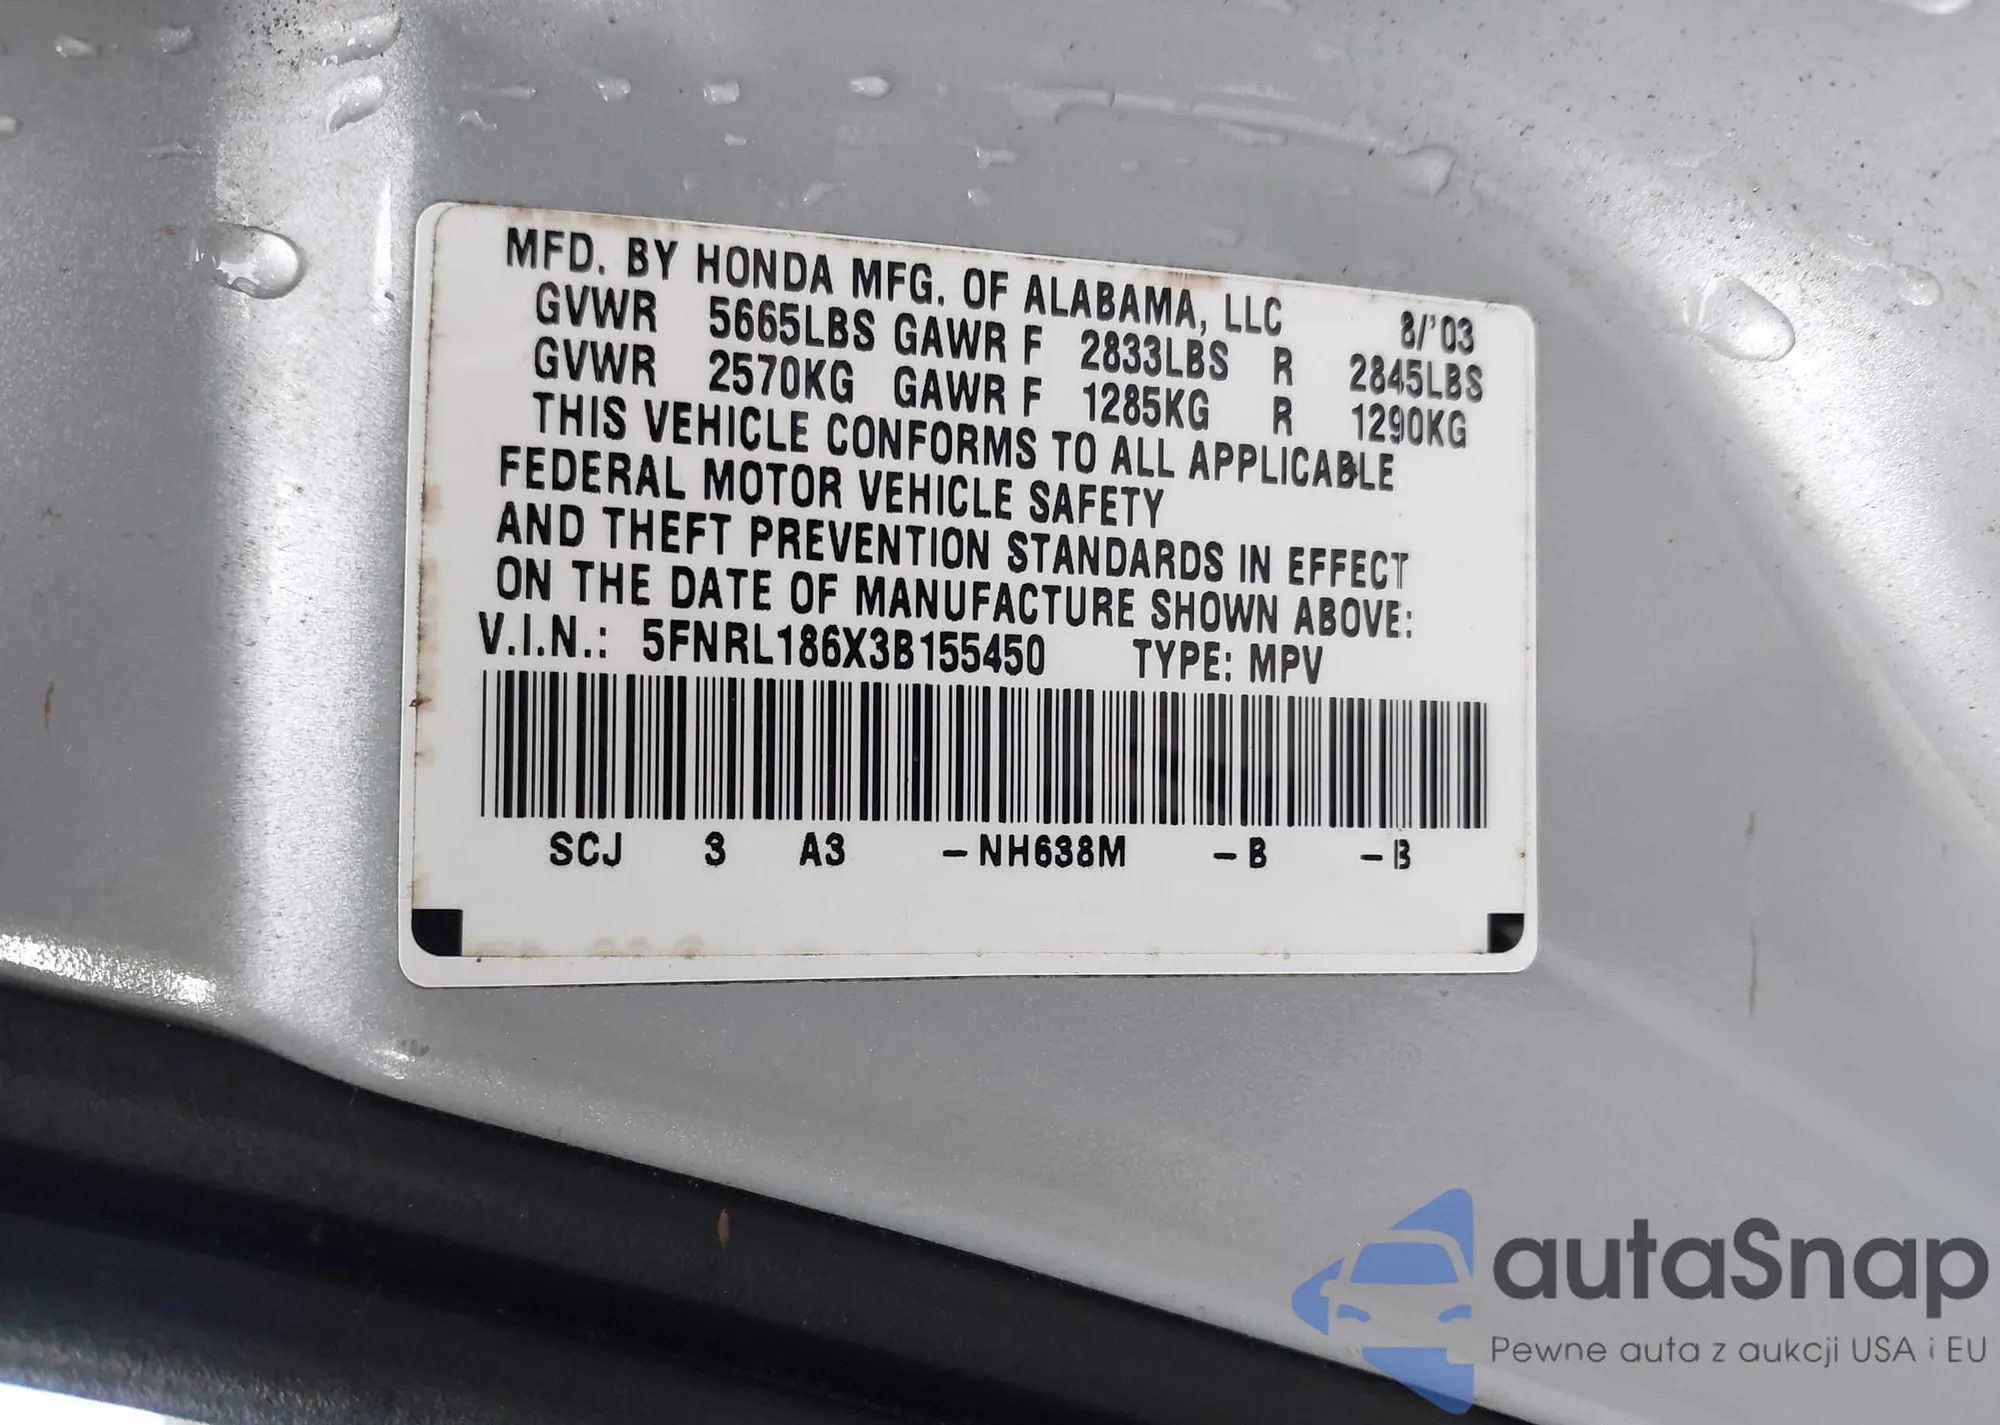 MFD. BY HONDA MFG. OF ALABAMA, LLC 8/'03
GVWR 5665LBS GAWR F 2833LBS R 2845LBS
GVWR 2570KG GAWR F 1285KG R 1290KG
THIS VEHICLE CONFORMS TO ALL APPLICABLE
FEDERAL MOTOR VEHICLE SAFETY
AND THEFT PREVENTION STANDARDS IN EFFECT
ON THE DATE OF MANUFACTURE SHOWN ABOVE:
V.I.N.: 5FNRL186X3B155450 TYPE: MPV
SCJ 3 A3 -NH638M -B -B
autaSnap
Pewne auta z aukcji USA i EU